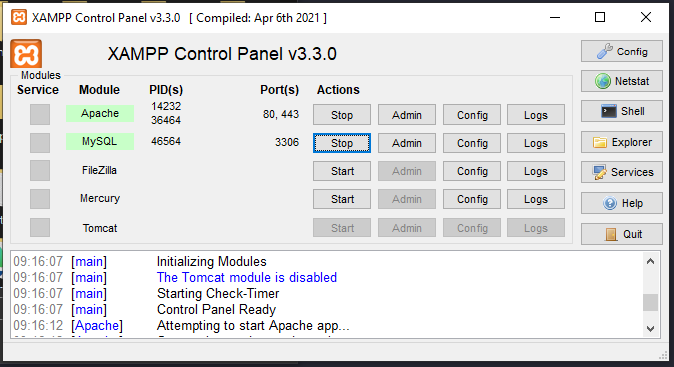 XAMPP Control Panel v3.3.0 [ Compiled: Apr 6th 2021 ]
XAMPP Control Panel v3.3.0
Config
Modules
Service Module PID(s) Port(s) Actions
Netstat
Apache 14232 36464 80, 443 Stop Admin Config Logs
Shell
MySQL 46564 3306 Stop Admin Config Logs
Explorer
FileZilla Start Admin Config Logs
Services
Mercury Start Admin Config Logs
Help
Tomcat Start Admin Config Logs
Quit
09:16:07 [main] Initializing Modules
09:16:07 [main] The Tomcat module is disabled
09:16:07 [main] Starting Check-Timer
09:16:07 [main] Control Panel Ready
09:16:12 [Apache] Attempting to start Apache app...